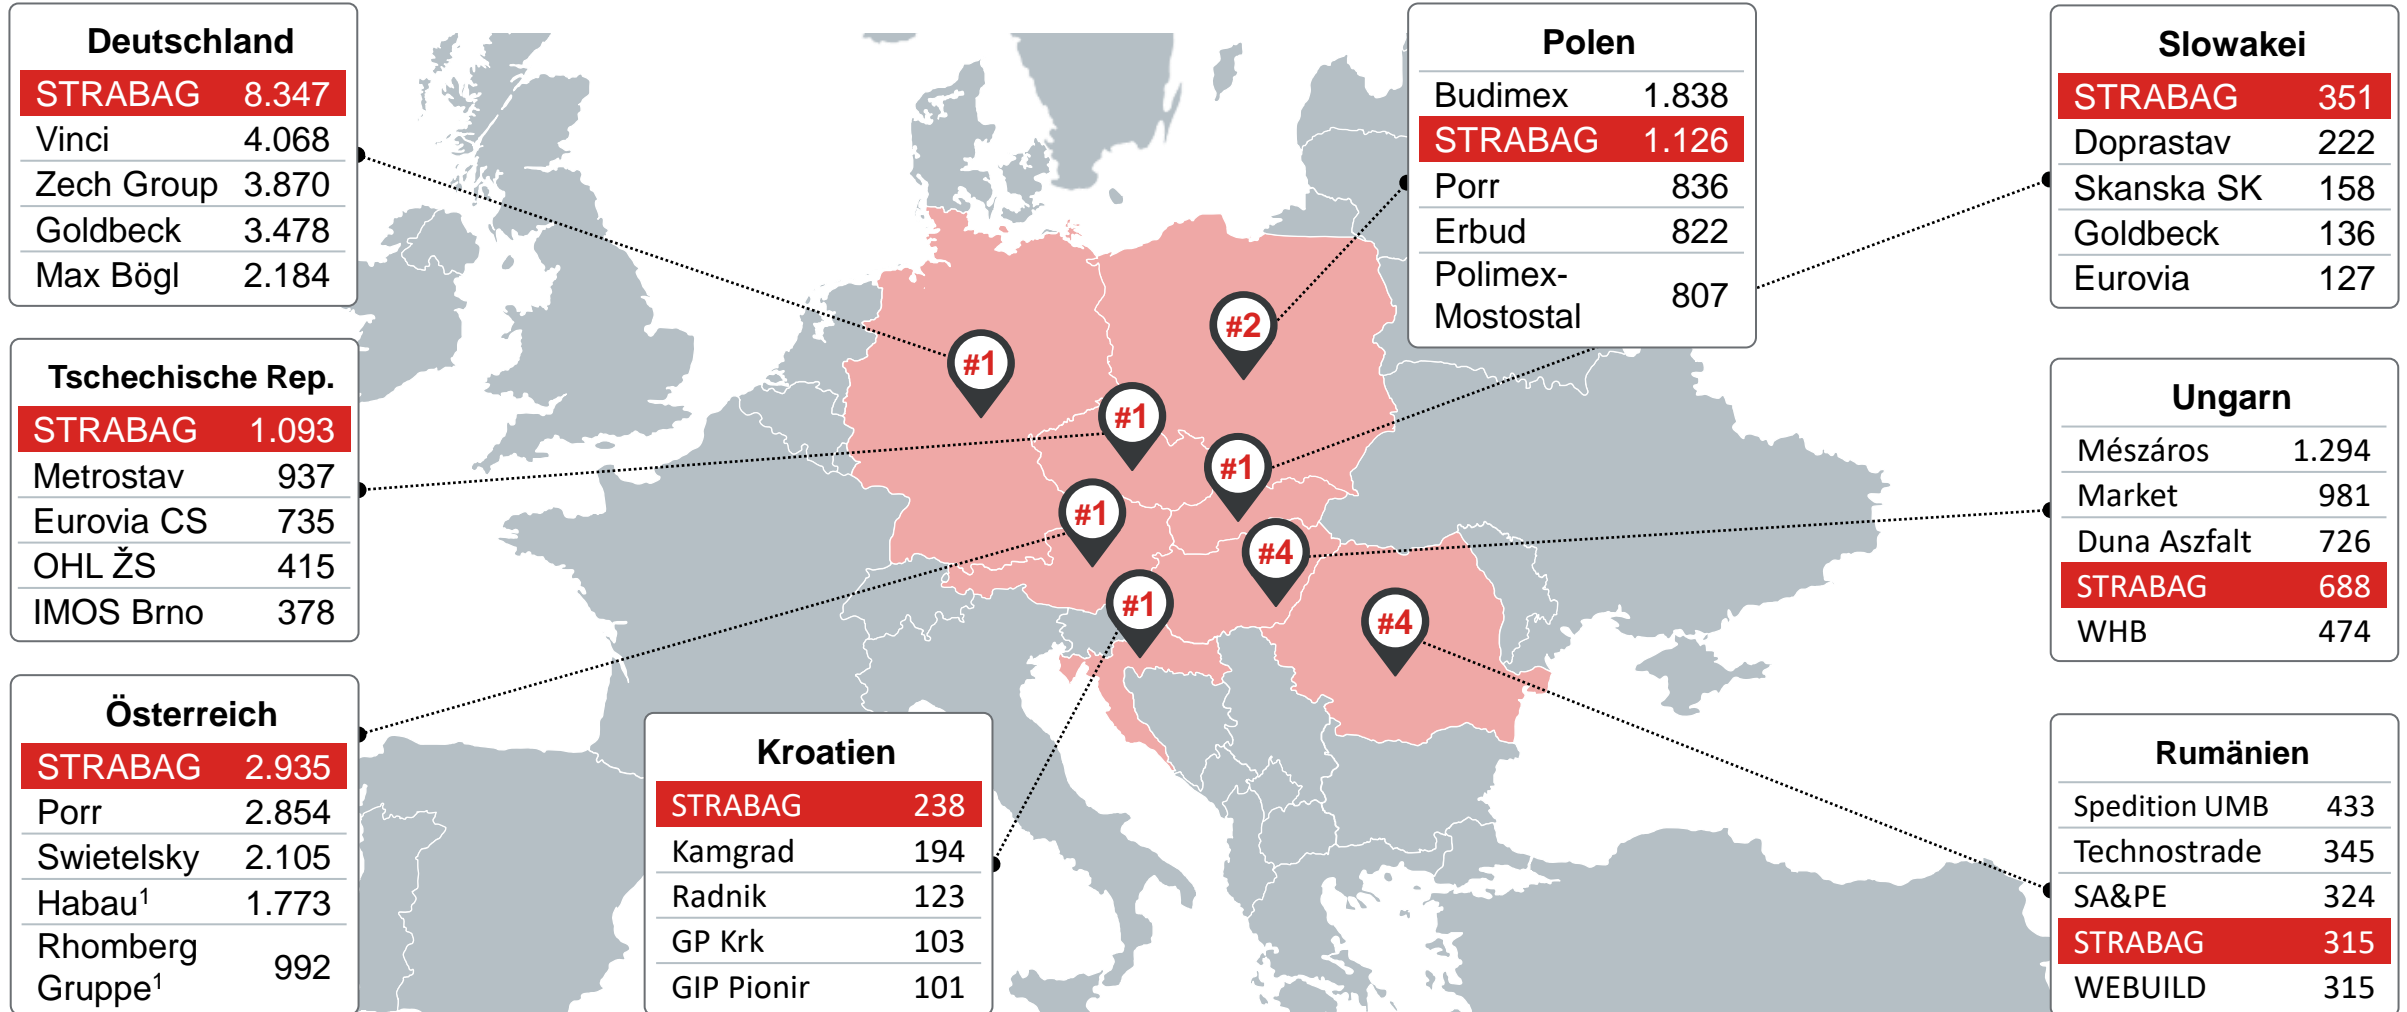 Deutschland
STRABAG 8.347
Vinci 4.068
Zech Group 3.870
Goldbeck 3.478
Max Bögl 2.184
Tschechische Rep.
STRABAG 1.093
Metrostav 937
Eurovia CS 735
OHL ŽS 415
IMOS Brno 378
Österreich
STRABAG 2.935
Porr 2.854
Swietelsky 2.105
Habau¹ 1.773
Rhomberg
Gruppe¹ 992
Kroatien
STRABAG 238
Kamgrad 194
Radnik 123
GP Krk 103
GIP Pionir 101
Polen
Budimex 1.838
STRABAG 1.126
Porr 836
Erbud 822
Polimex-
Mostostal 807
Slowakei
STRABAG 351
Doprastav 222
Skanska SK 158
Goldbeck 136
Eurovia 127
Ungarn
Mészáros 1.294
Market 981
Duna Aszfalt 726
STRABAG 688
WHB 474
Rumänien
Spedition UMB 433
Technostrade 345
SA&PE 324
STRABAG 315
WEBUILD 315
#2
#1
#1
#1
#1
#4
#1
#4